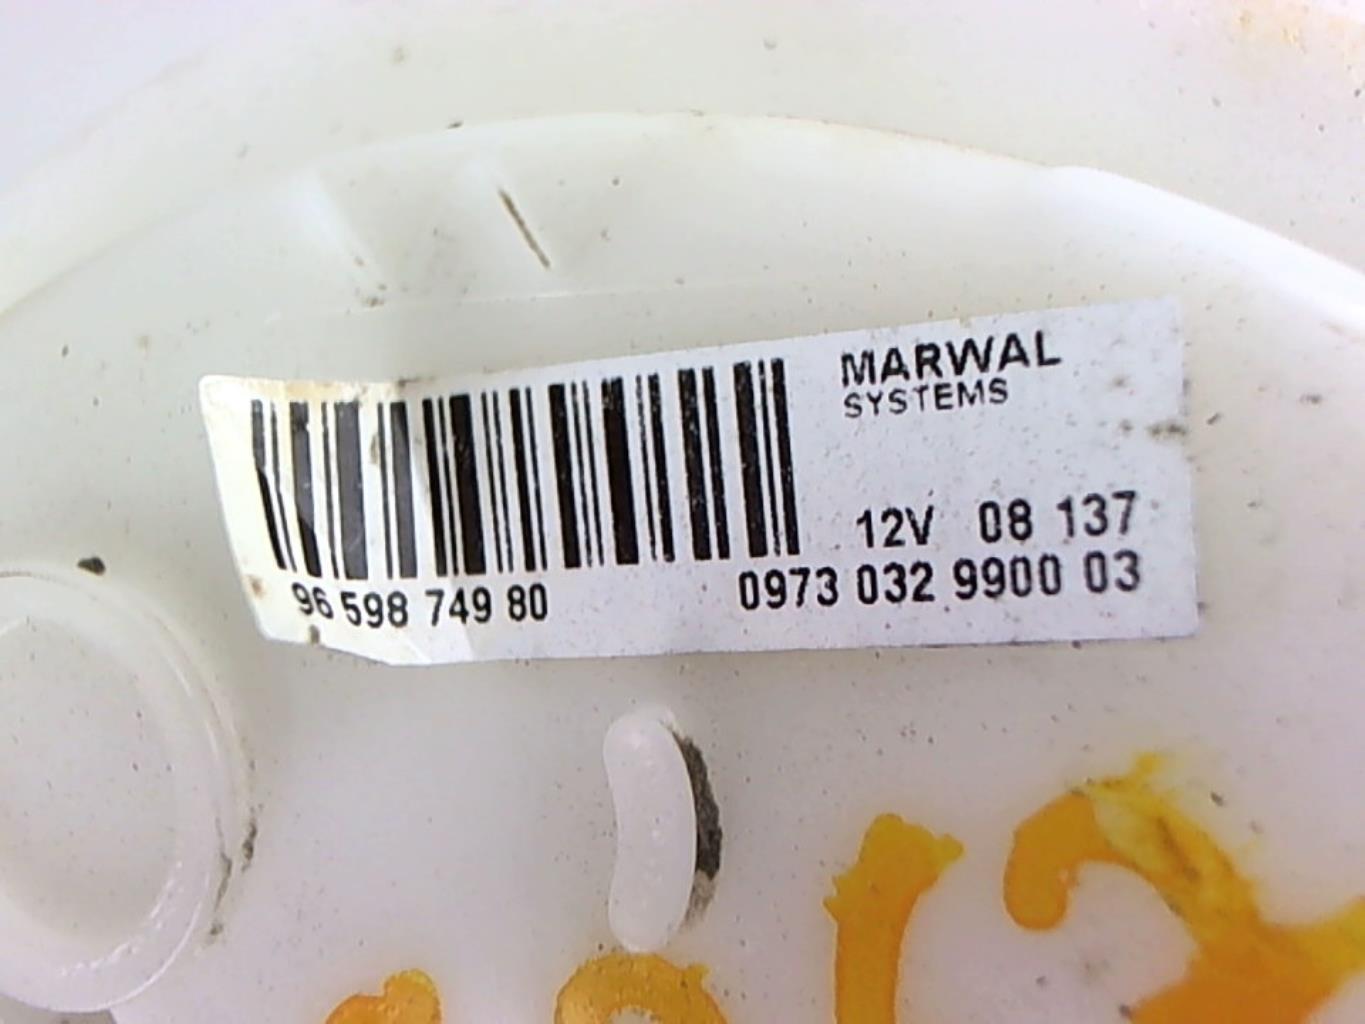 MARWAL
SYSTEMS
12V 08 137
96 598 749 80 0973 032 9900 03